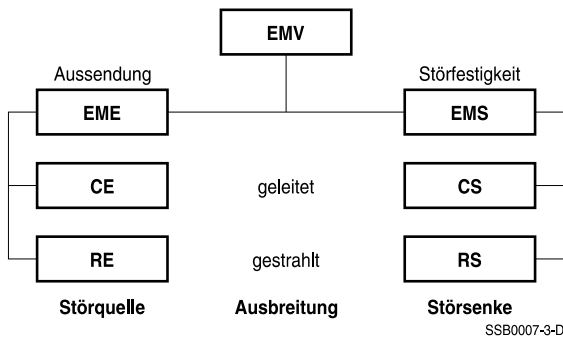 EMV
Aussendung Störfestigkeit
EME EMS
CE geleitet CS
RE gestrahlt RS
Störquelle Ausbreitung Störsenke
SSB0007-3-D